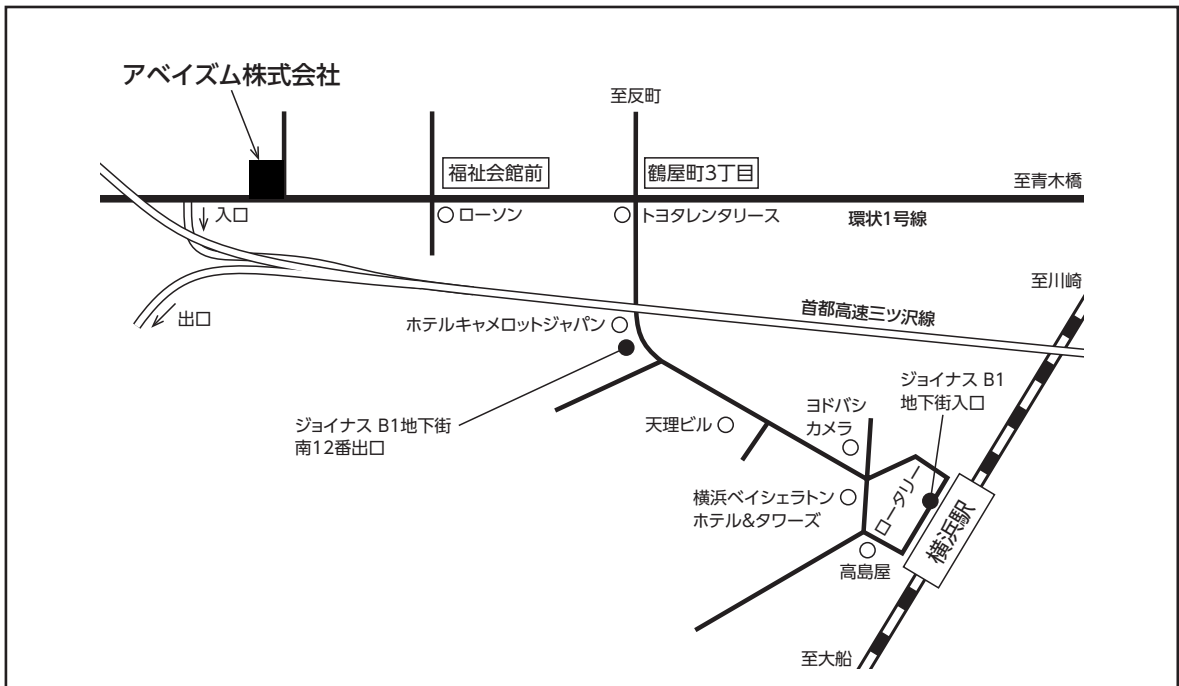 アベイズム株式会社
至反町
福祉会館前
鶴屋町3丁目
至青木橋
入口
ローソン
トヨタレンタリース
環状1号線
至川崎
出口
ホテルキャメロットジャパン
首都高速三ツ沢線
ジョイナス B1
地下街入口
ジョイナス B1地下街
南12番出口
天理ビル
ヨドバシ
カメラ
横浜ベイシェラトン
ホテル&タワーズ
ロータリー
横浜駅
高島屋
至大船